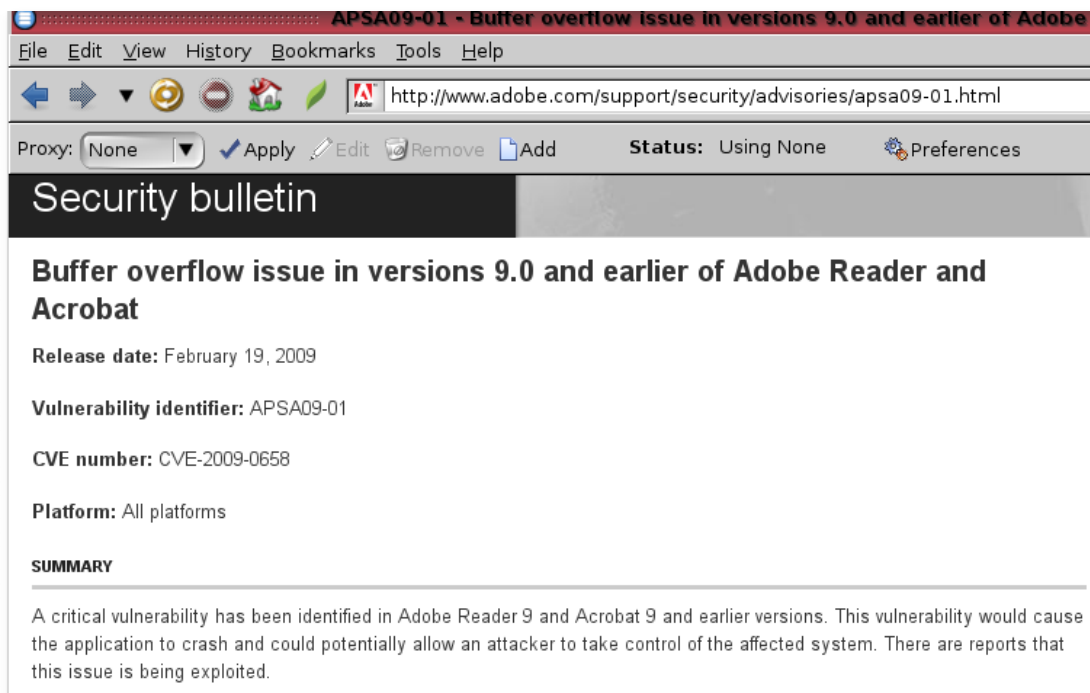 APSA09-01 - Buffer overflow issue in versions 9.0 and earlier of Adobe
File Edit View History Bookmarks Tools Help
Adobe http://www.adobe.com/support/security/advisories/apsa09-01.html
Proxy: None Apply Edit Remove Add Status: Using None Preferences
Security bulletin
Buffer overflow issue in versions 9.0 and earlier of Adobe Reader and
Acrobat
Release date: February 19, 2009
Vulnerability identifier: APSA09-01
CVE number: CVE-2009-0658
Platform: All platforms
SUMMARY
A critical vulnerability has been identified in Adobe Reader 9 and Acrobat 9 and earlier versions. This vulnerability would cause
the application to crash and could potentially allow an attacker to take control of the affected system. There are reports that
this issue is being exploited.